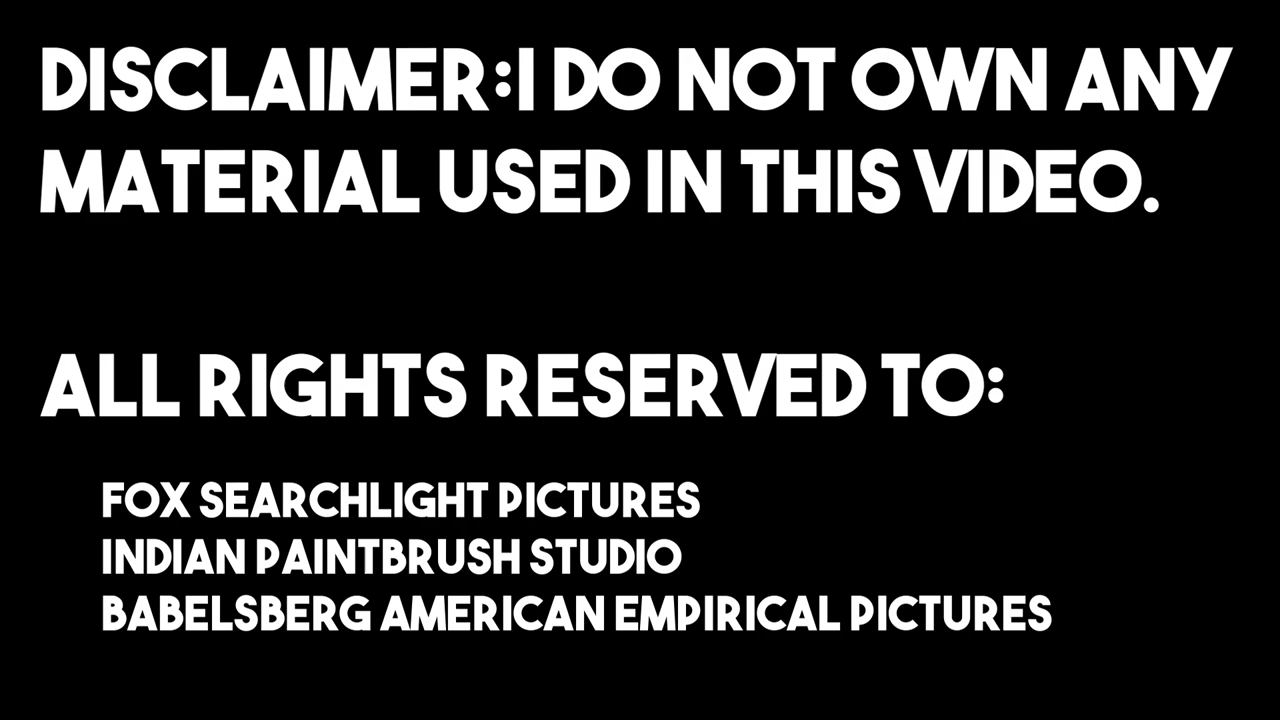 DISCLAIMER:I DO NOT OWN ANY
MATERIAL USED IN THIS VIDEO.
ALL RIGHTS RESERVED TO:
FOX SEARCHLIGHT PICTURES
INDIAN PAINTBRUSH STUDIO
BABELSBERG AMERICAN EMPIRICAL PICTURES